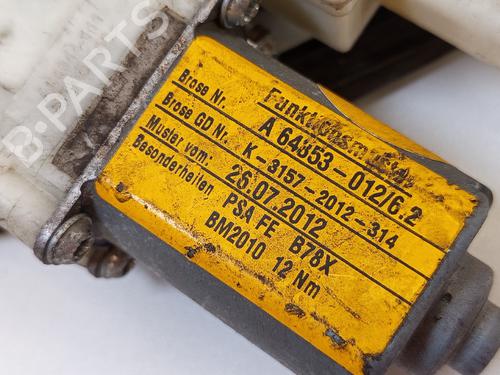 B-PARTS
Funktionsmuster
Brose Nr. A 64853-012/6.2
Brose GD Nr. K-3157-2012-314
Muster vom. 26.07.2012
Besonderheiten PSA FE B78X
BM2010 12 Nm